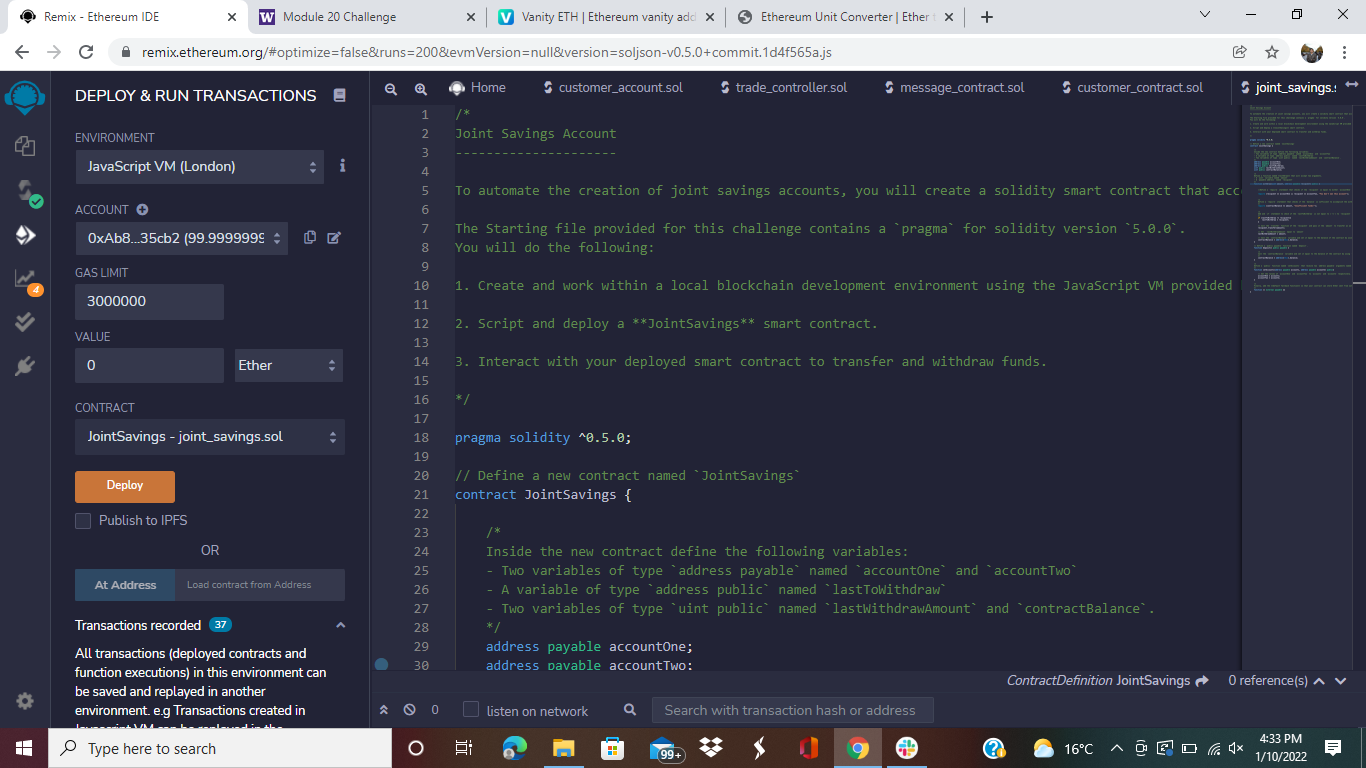 Remix - Ethereum IDE
Module 20 Challenge
Vanity ETH | Ethereum vanity add
Ethereum Unit Converter | Ether
remix.ethereum.org/#optimize=false&runs=200&evmVersion=null&version=soljson-v0.5.0+commit.1d4f565a.js
DEPLOY & RUN TRANSACTIONS
ENVIRONMENT
JavaScript VM (London)
ACCOUNT
0xAb8...35cb2 (99.9999999
GAS LIMIT
3000000
VALUE
0
Ether
CONTRACT
JointSavings - joint_savings.sol
Deploy
Publish to IPFS
OR
At Address
Load contract from Address
Transactions recorded 37
All transactions (deployed contracts and
function executions) in this environment can
be saved and replayed in another
environment. e.g Transactions created in
Javascript VM can be replayed in the
4
Home
customer_account.sol
trade_controller.sol
message_contract.sol
customer_contract.sol
joint_savings.s
1 /*
2 Joint Savings Account
3 ---------------------
4
5 To automate the creation of joint savings accounts, you will create a solidity smart contract that acc
6
7 The Starting file provided for this challenge contains a `pragma` for solidity version `5.0.0`.
8 You will do the following:
9
10 1. Create and work within a local blockchain development environment using the JavaScript VM provided
11
12 2. Script and deploy a **JointSavings** smart contract.
13
14 3. Interact with your deployed smart contract to transfer and withdraw funds.
15
16 */
17
18 pragma solidity ^0.5.0;
19
20 // Define a new contract named `JointSavings`
21 contract JointSavings {
22
23 /*
24 Inside the new contract define the following variables:
25 - Two variables of type `address payable` named `accountOne` and `accountTwo`
26 - A variable of type `address public` named `lastToWithdraw`
27 - Two variables of type `uint public` named `lastWithdrawAmount` and `contractBalance`.
28 */
29 address payable accountOne;
30 address payable accountTwo;
ContractDefinition JointSavings
0 reference(s)
0
listen on network
Search with transaction hash or address
Type here to search
99+
16°C
4:33 PM
1/10/2022